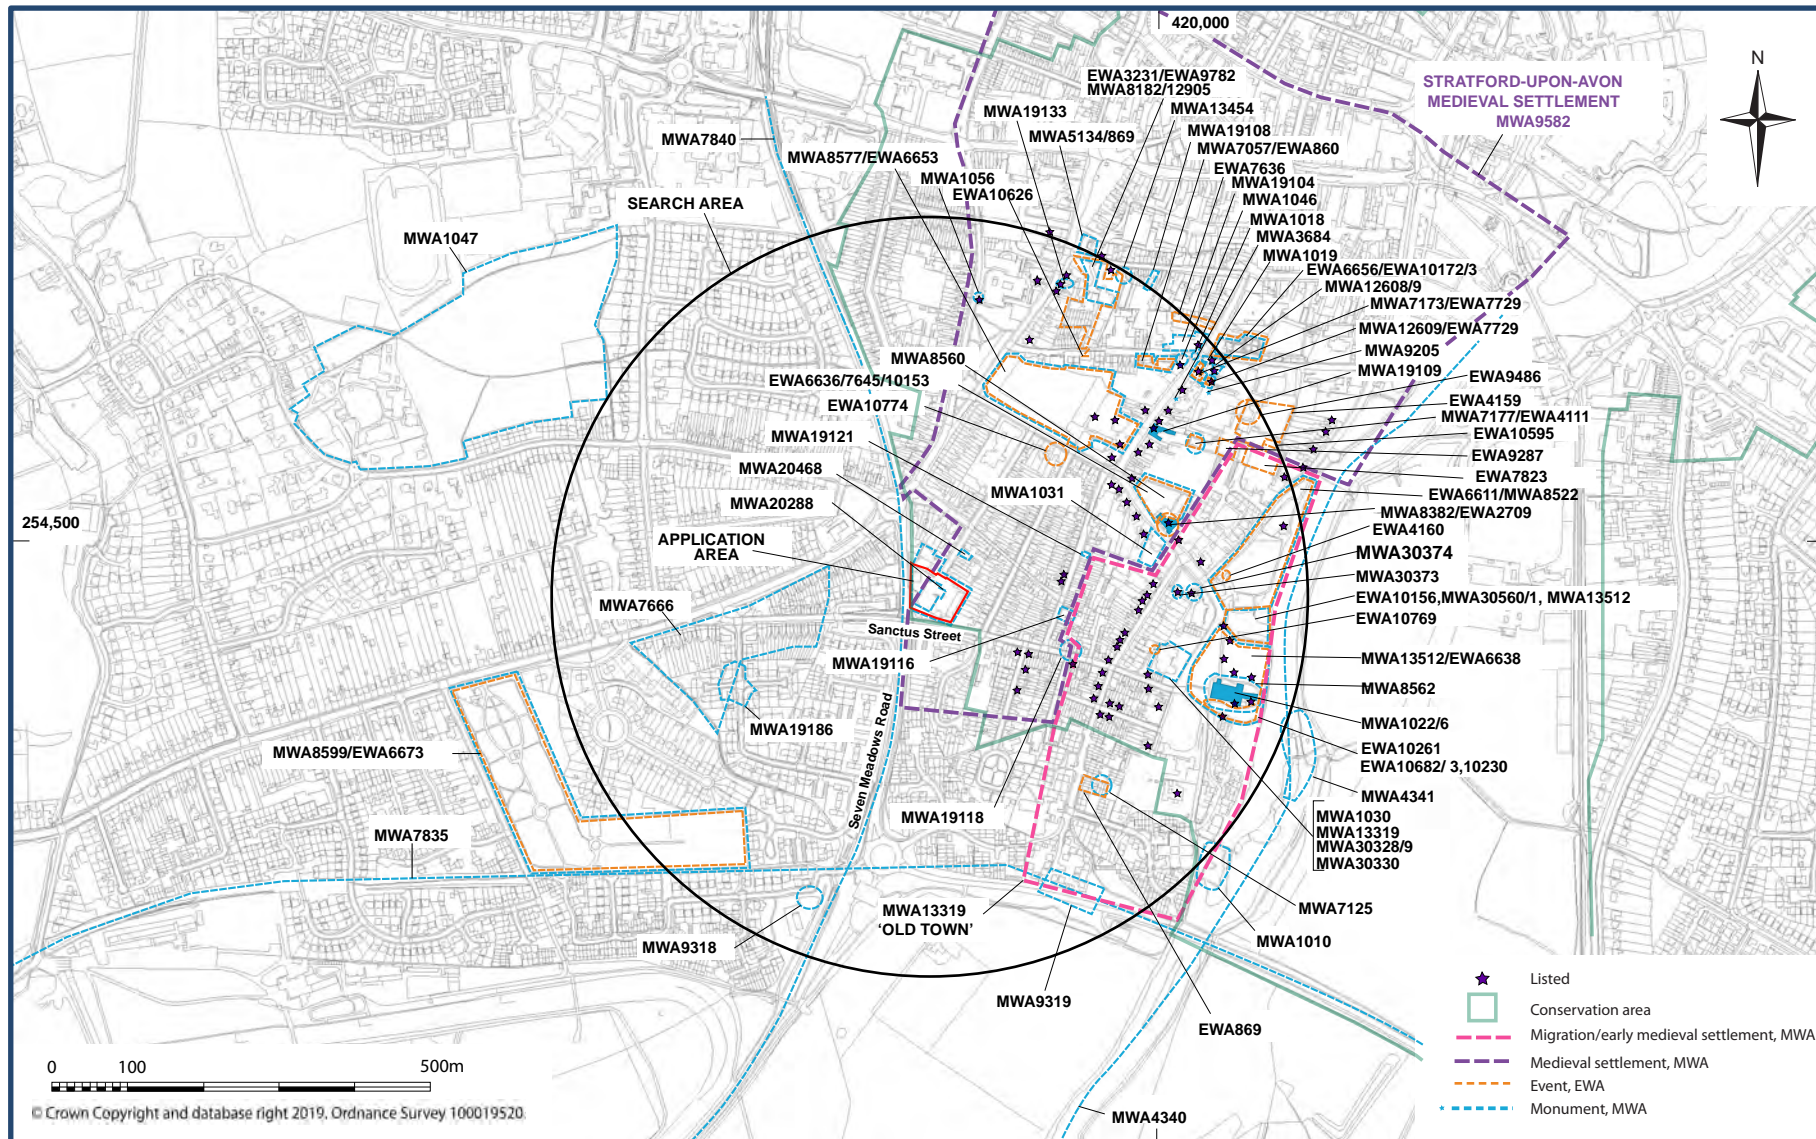 420,000
N
STRATFORD-UPON-AVON
MEDIEVAL SETTLEMENT
MWA9582
EWA3231/EWA9782
MWA8182/12905
MWA19133
MWA13454
MWA5134/869
MWA19108
MWA7840
MWA7057/EWA860
MWA8577/EWA6653
EWA7636
MWA1056
MWA19104
EWA10626
MWA1046
SEARCH AREA
MWA1018
MWA3684
MWA1047
MWA1019
EWA6656/EWA10172/3
MWA12608/9
MWA7173/EWA7729
MWA12609/EWA7729
MWA8560
MWA9205
MWA19109
EWA6636/7645/10153
EWA9486
EWA10774
EWA4159
MWA7177/EWA4111
MWA19121
EWA10595
EWA9287
MWA20468
EWA7823
MWA1031
EWA6611/MWA8522
MWA20288
MWA8382/EWA2709
254,500
EWA4160
APPLICATION
AREA
MWA30374
MWA30373
MWA7666
EWA10156,MWA30560/1, MWA13512
EWA10769
Sanctus Street
MWA19116
MWA13512/EWA6638
MWA8562
MWA1022/6
MWA19186
MWA8599/EWA6673
Seven Meadows Road
EWA10261
EWA10682/ 3,10230
MWA4341
MWA19118
MWA1030
MWA13319
MWA30328/9
MWA30330
MWA7835
MWA13319
'OLD TOWN'
MWA7125
MWA9318
MWA1010
MWA9319
EWA869
Listed
Conservation area
Migration/early medieval settlement, MWA
Medieval settlement, MWA
Event, EWA
Monument, MWA
0 100 500m
© Crown Copyright and database right 2019. Ordnance Survey 100019520.
MWA4340